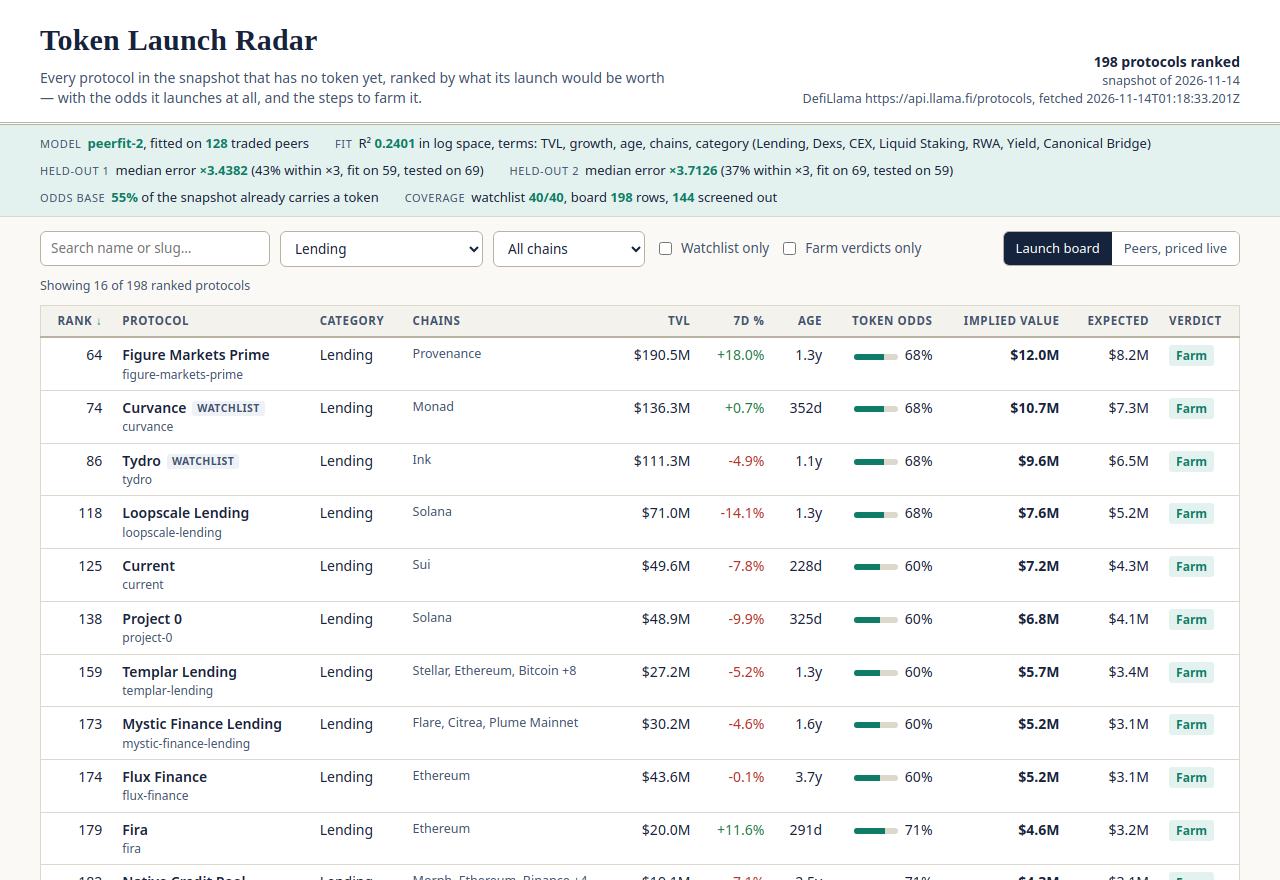 Token Launch Radar
Every protocol in the snapshot that has no token yet, ranked by what its launch would be worth
— with the odds it launches at all, and the steps to farm it.
198 protocols ranked
snapshot of 2026-11-14
DefiLlama https://api.llama.fi/protocols, fetched 2026-11-14T01:18:33.201Z
MODEL peerfit-2, fitted on 128 traded peers FIT R² 0.2401 in log space, terms: TVL, growth, age, chains, category (Lending, Dexs, CEX, Liquid Staking, RWA, Yield, Canonical Bridge)
HELD-OUT 1 median error ×3.4382 (43% within ×3, fit on 59, tested on 69) HELD-OUT 2 median error ×3.7126 (37% within ×3, fit on 69, tested on 59)
ODDS BASE 55% of the snapshot already carries a token COVERAGE watchlist 40/40, board 198 rows, 144 screened out
Search name or slug... Lending All chains Watchlist only Farm verdicts only Launch board Peers, priced live
Showing 16 of 198 ranked protocols
RANK ↓ PROTOCOL CATEGORY CHAINS TVL 7D % AGE TOKEN ODDS IMPLIED VALUE EXPECTED VERDICT
64 Figure Markets Prime Lending Provenance $190.5M +18.0% 1.3y 68% $12.0M $8.2M Farm
figure-markets-prime
74 Curvance WATCHLIST Lending Monad $136.3M +0.7% 352d 68% $10.7M $7.3M Farm
curvance
86 Tydro WATCHLIST Lending Ink $111.3M -4.9% 1.1y 68% $9.6M $6.5M Farm
tydro
118 Loopscale Lending Lending Solana $71.0M -14.1% 1.3y 68% $7.6M $5.2M Farm
loopscale-lending
125 Current Lending Sui $49.6M -7.8% 228d 60% $7.2M $4.3M Farm
current
138 Project 0 Lending Solana $48.9M -9.9% 325d 60% $6.8M $4.1M Farm
project-0
159 Templar Lending Lending Stellar, Ethereum, Bitcoin +8 $27.2M -5.2% 1.3y 60% $5.7M $3.4M Farm
templar-lending
173 Mystic Finance Lending Lending Flare, Citrea, Plume Mainnet $30.2M -4.6% 1.6y 60% $5.2M $3.1M Farm
mystic-finance-lending
174 Flux Finance Lending Ethereum $43.6M -0.1% 3.7y 60% $5.2M $3.1M Farm
flux-finance
179 Fira Lending Ethereum $20.0M +11.6% 291d 71% $4.6M $3.2M Farm
fira